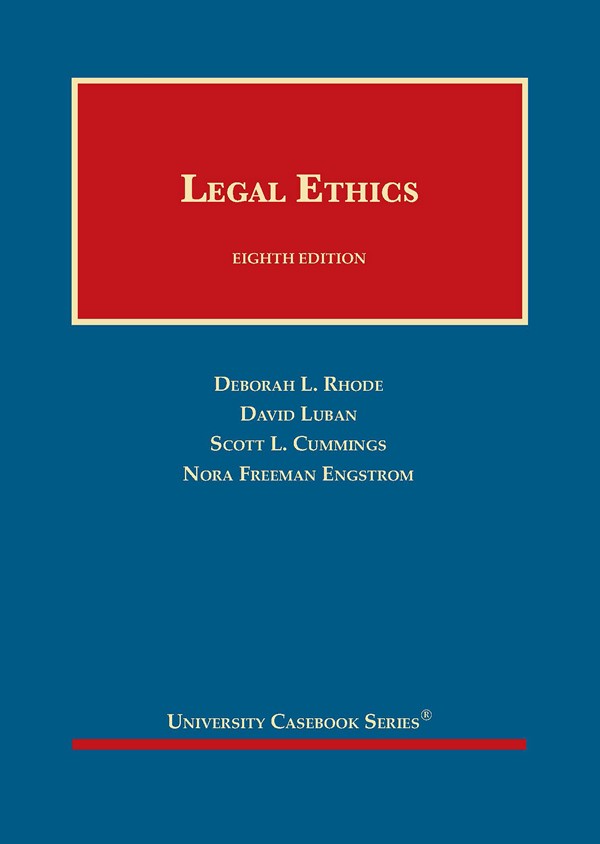 LEGAL ETHICS
EIGHTH EDITION
DEBORAH L. RHODE
DAVID LUBAN
SCOTT L. CUMMINGS
NORA FREEMAN ENGSTROM
UNIVERSITY CASEBOOK SERIES®